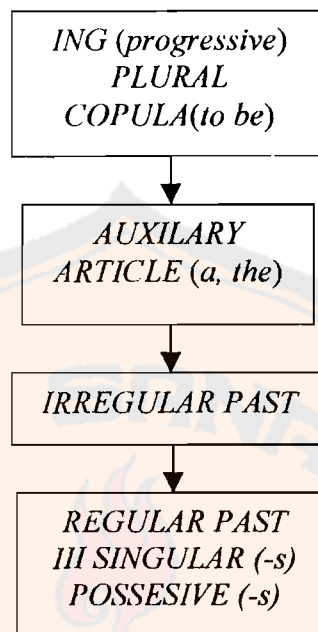 ING (progressive)
PLURAL
COPULA(to be)
AUXILARY
ARTICLE (a, the)
IRREGULAR PAST
REGULAR PAST
III SINGULAR (-s)
POSSESIVE (-s)